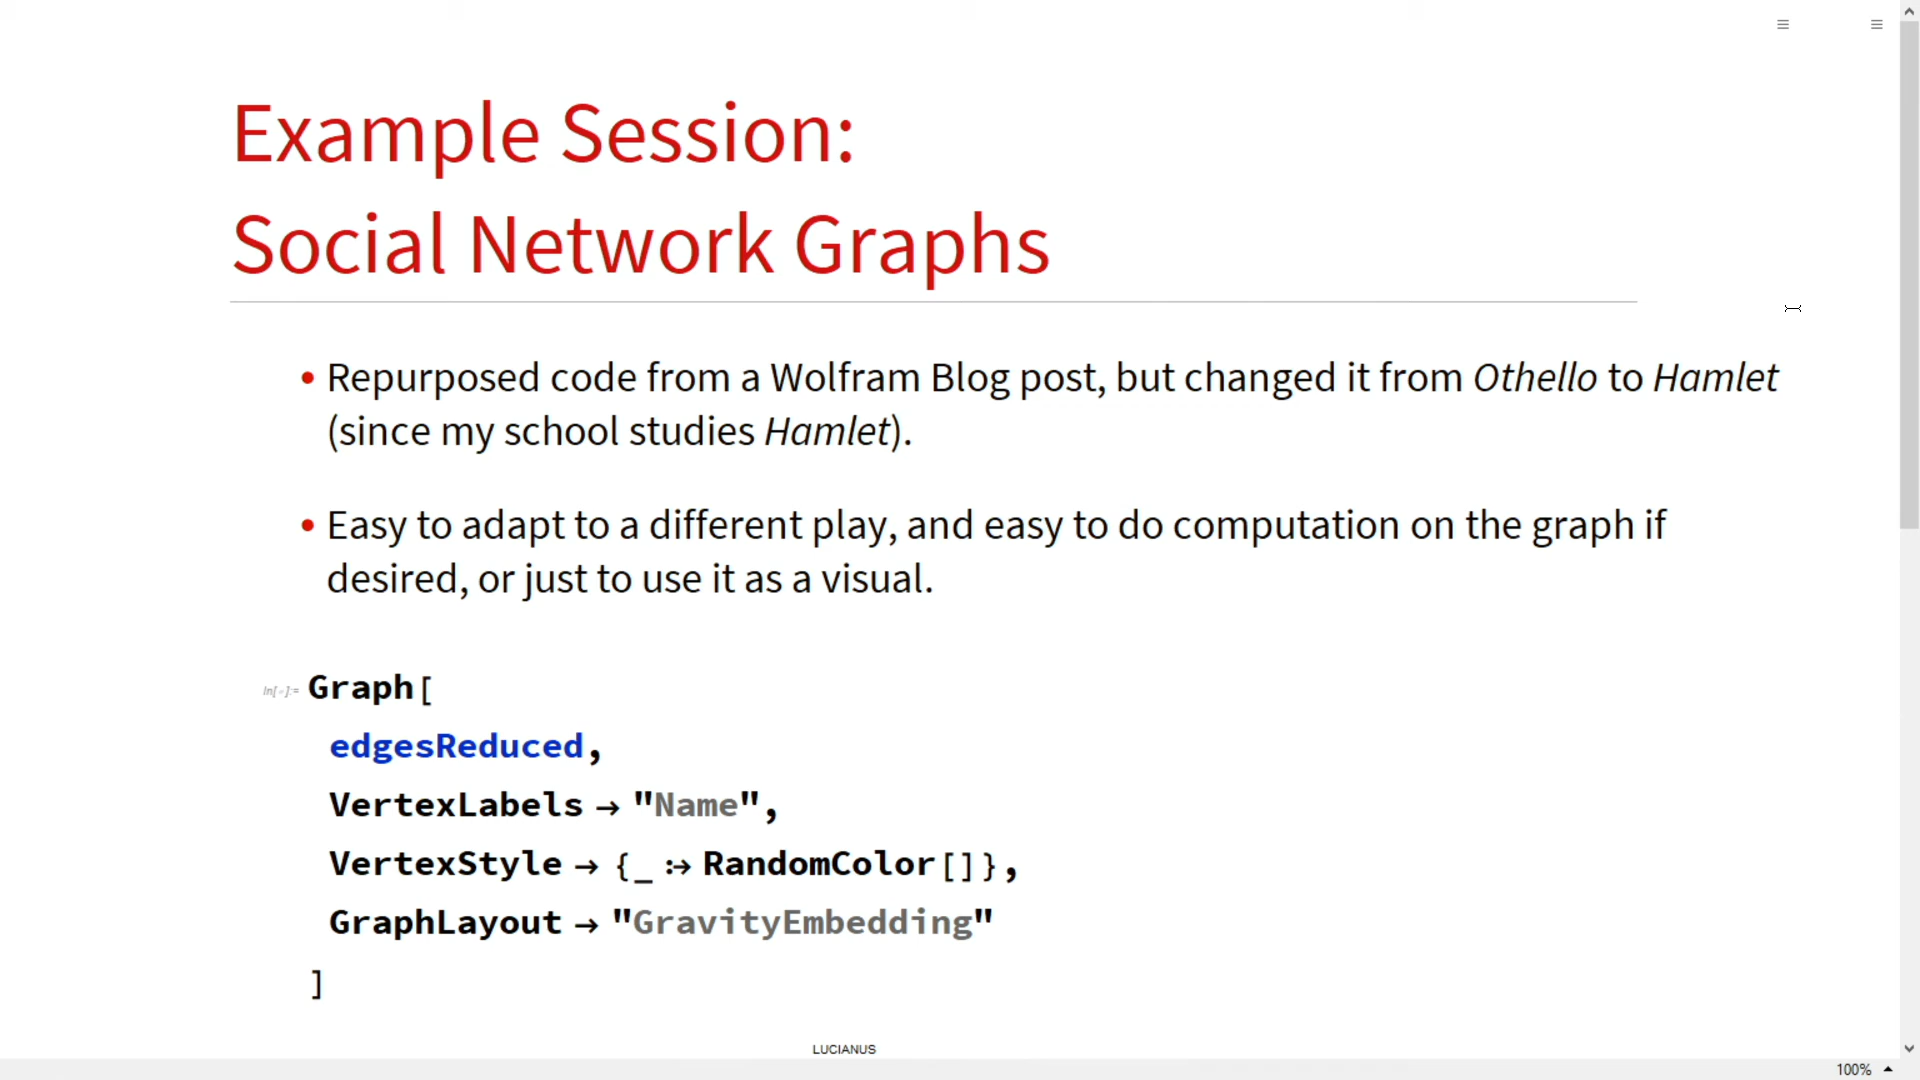 Example Session:
Social Network Graphs
• Repurposed code from a Wolfram Blog post, but changed it from Othello to Hamlet
(since my school studies Hamlet).
• Easy to adapt to a different play, and easy to do computation on the graph if
desired, or just to use it as a visual.
In[◦]:= Graph[
edgesReduced,
VertexLabels → "Name",
VertexStyle → {_ :→ RandomColor[]},
GraphLayout → "GravityEmbedding"
]
LUCIANUS
100%